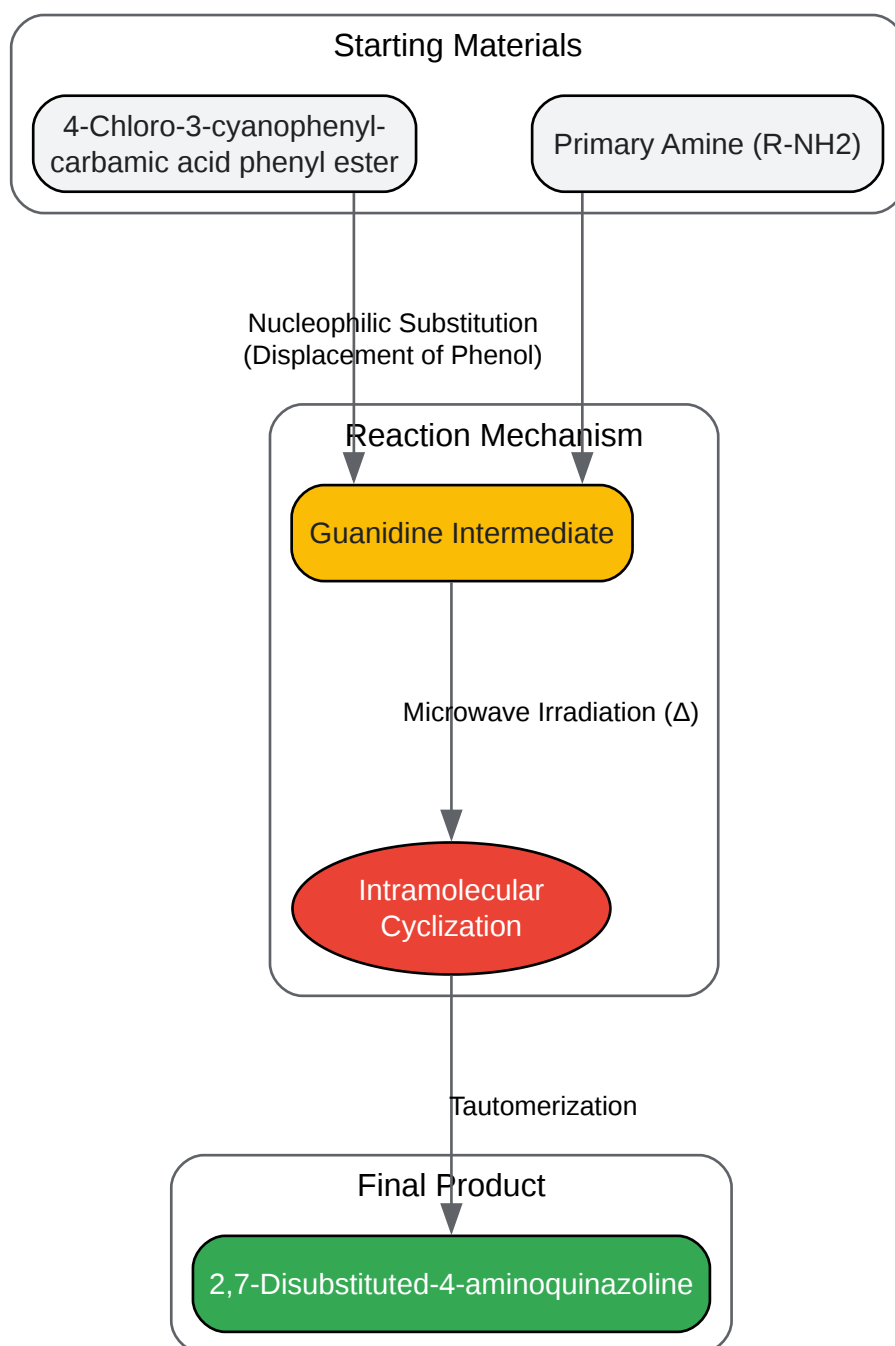 Starting Materials
4-Chloro-3-cyanophenyl-
carbamic acid phenyl ester
Primary Amine (R-NH2)
Nucleophilic Substitution
(Displacement of Phenol)
Reaction Mechanism
Guanidine Intermediate
Microwave Irradiation (Δ)
Intramolecular
Cyclization
Tautomerization
Final Product
2,7-Disubstituted-4-aminoquinazoline